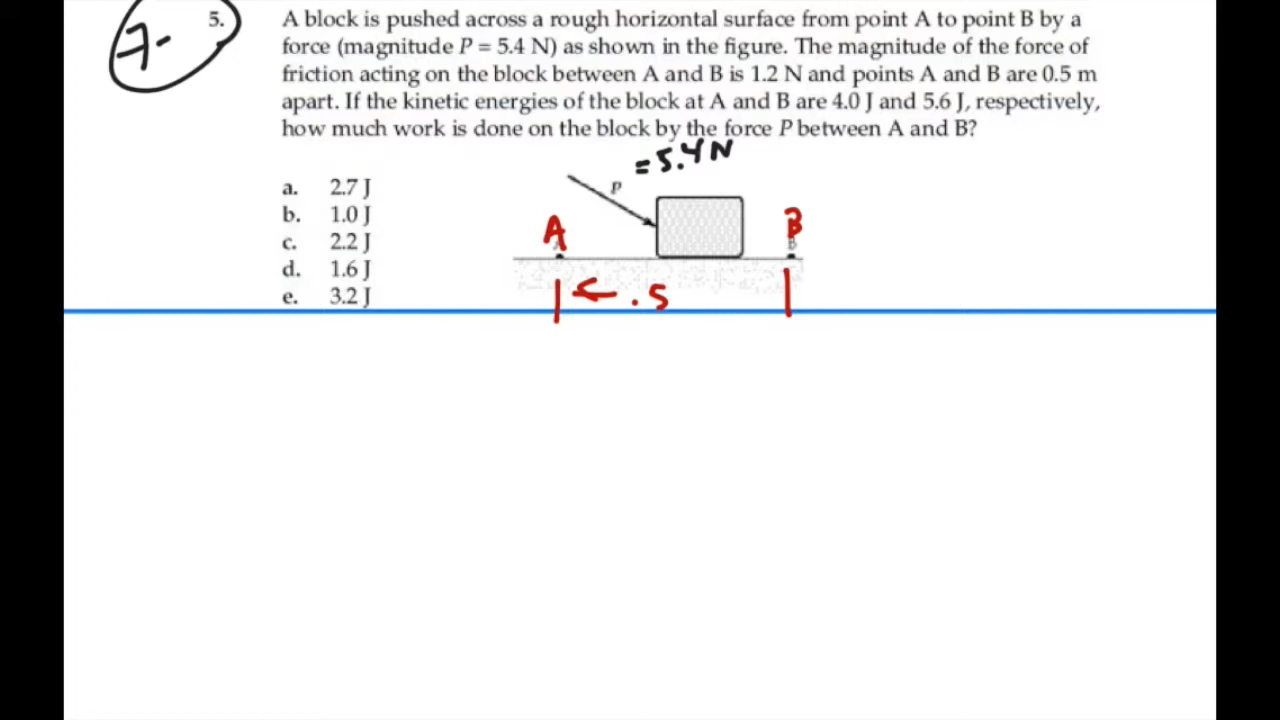 7-
5. A block is pushed across a rough horizontal surface from point A to point B by a
force (magnitude P = 5.4 N) as shown in the figure. The magnitude of the force of
friction acting on the block between A and B is 1.2 N and points A and B are 0.5 m
apart. If the kinetic energies of the block at A and B are 4.0 J and 5.6 J, respectively,
how much work is done on the block by the force P between A and B?
= 5.4 N
a. 2.7 J
P
b. 1.0 J
A
B
c. 2.2 J
B
d. 1.6 J
e. 3.2 J
.5